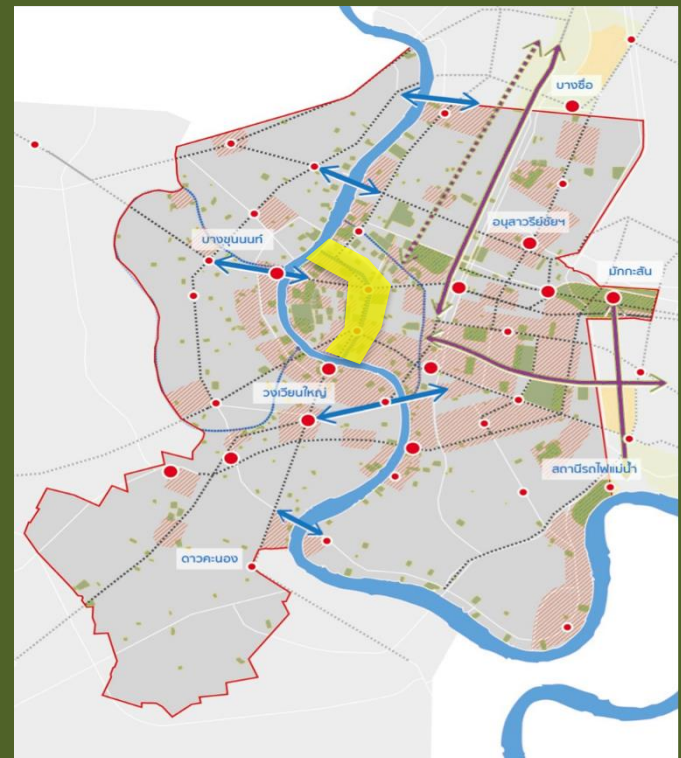 บางซื่อ
อนุสาวรีย์ชัยฯ
บางขุนนนท์
มักกะสัน
วงเวียนใหญ่
สถานีรถไฟแม่น้ำ
ดาวคะนอง